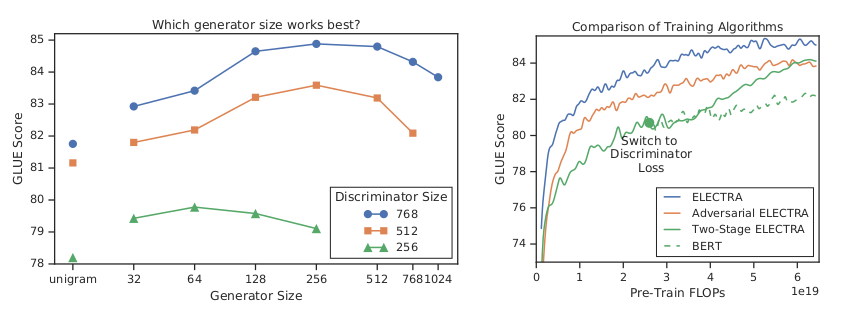 Which generator size works best?
85
84
83
82
81
80
79
78
GLUE Score
unigram 32 64 128 256 512 768 1024
Generator Size
Discriminator Size
768
512
256
Comparison of Training Algorithms
84
82
80
78
76
74
GLUE Score
0 1 2 3 4 5 6
1e19
Pre-Train FLOPs
Switch to
Discriminator
Loss
ELECTRA
Adversarial ELECTRA
Two-Stage ELECTRA
BERT